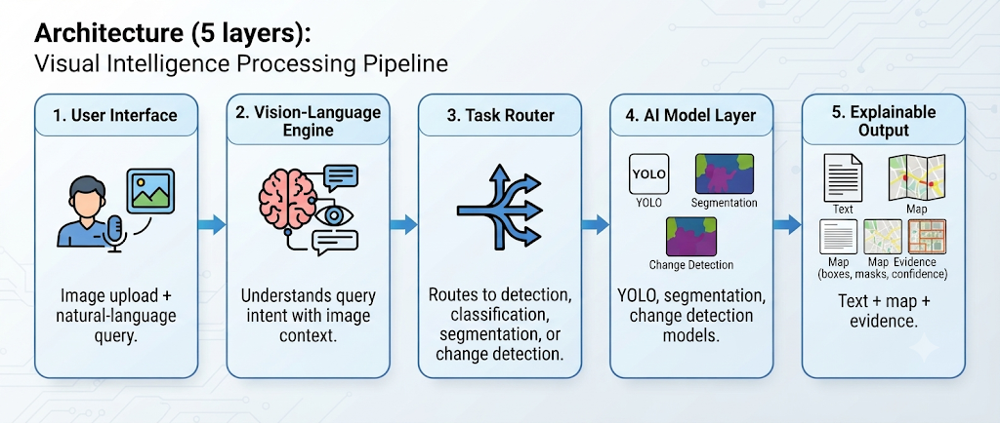 Architecture (5 layers):
Visual Intelligence Processing Pipeline
1. User Interface
Image upload +
natural-language
query.
2. Vision-Language
Engine
Understands query
intent with image
context.
3. Task Router
Routes to detection,
classification,
segmentation, or
change detection.
4. AI Model Layer
YOLO
YOLO
Segmentation
Change Detection
YOLO, segmentation,
change detection
models.
5. Explainable
Output
Text
Map
Map
Map
Evidence
(boxes, masks, confidence)
Text + map +
evidence.